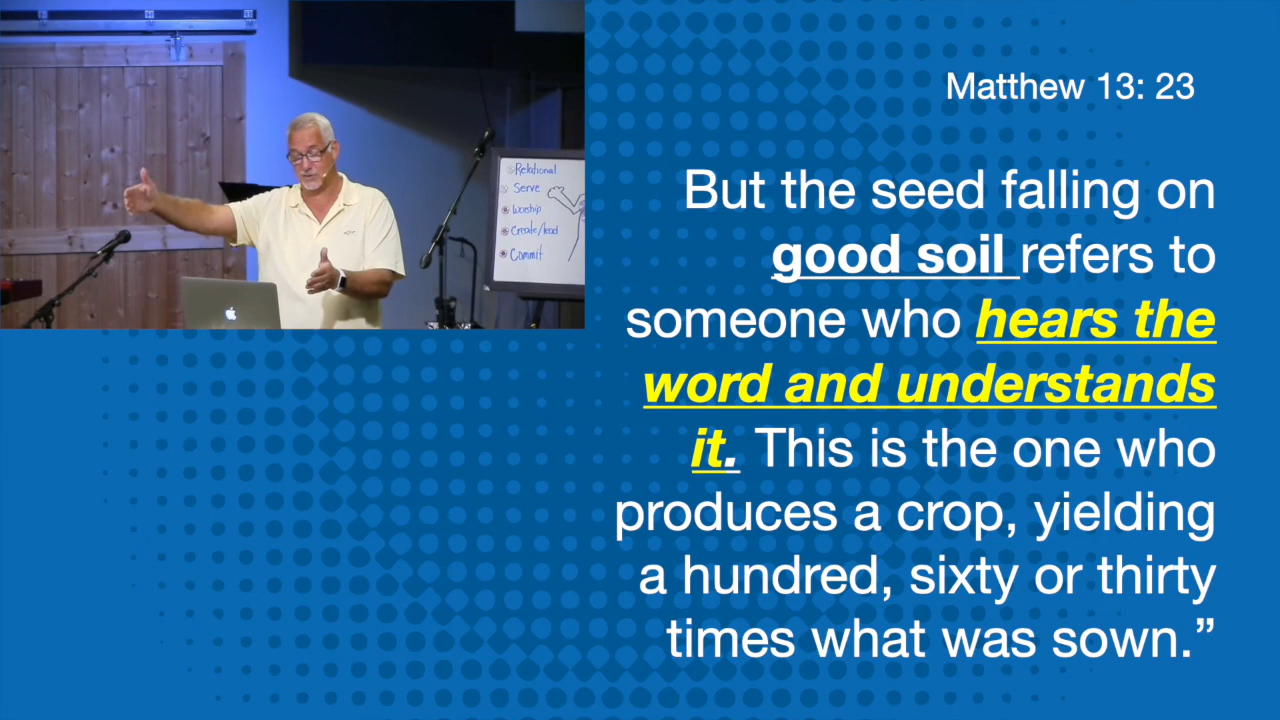 Matthew 13: 23
But the seed falling on
good soil refers to
someone who hears the
word and understands
it. This is the one who
produces a crop, yielding
a hundred, sixty or thirty
times what was sown.”
Relational
Serve
Worship
Create/lead
Commit